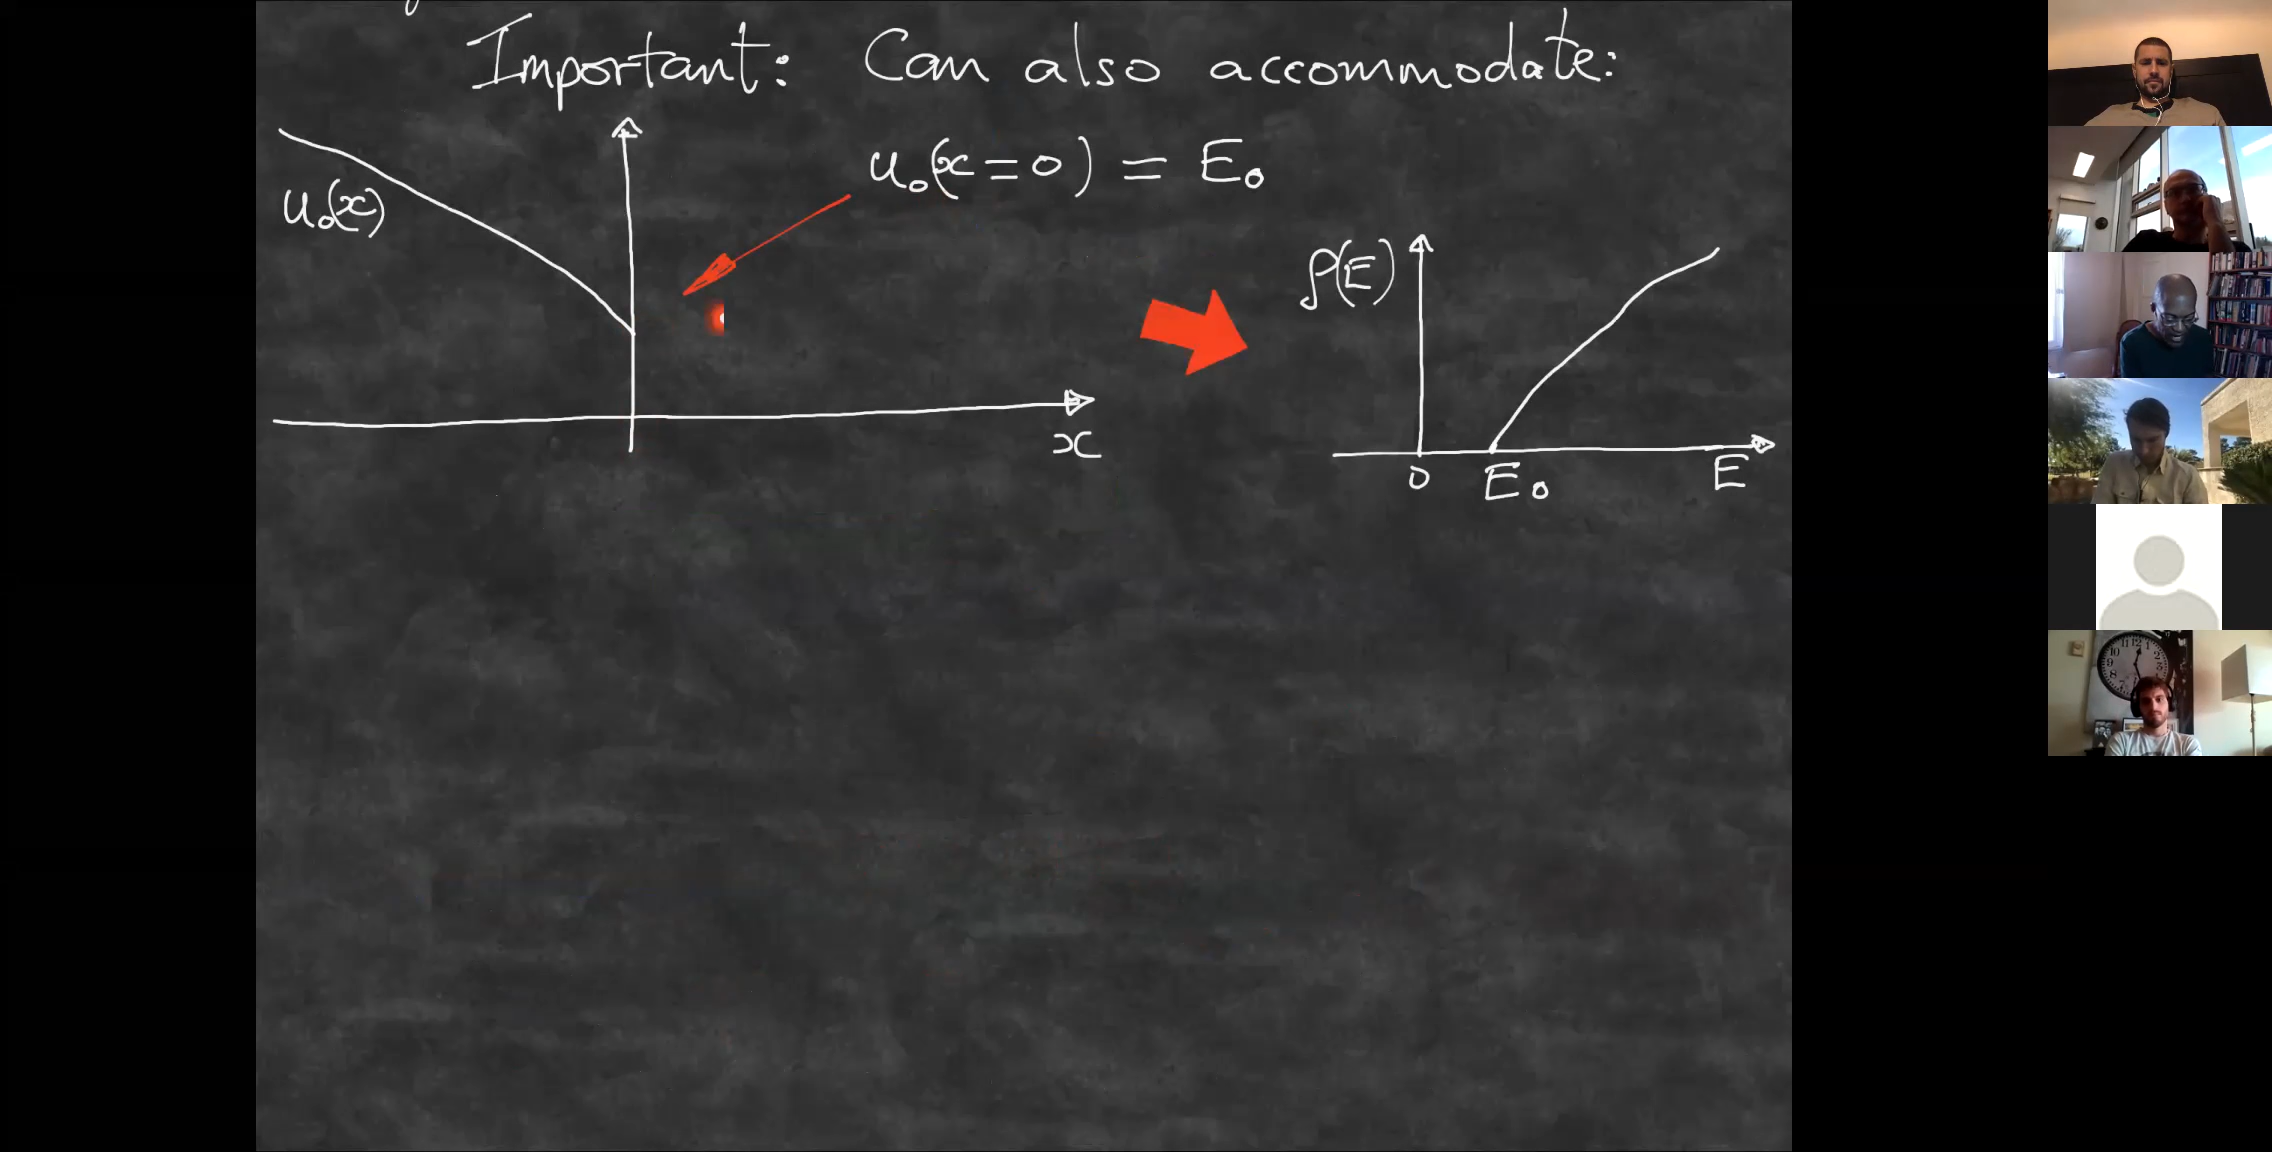 Important: Can also accommodate:
u₀(x=0) = E₀
u₀(x)
ρ(E)
x
0 E₀ E